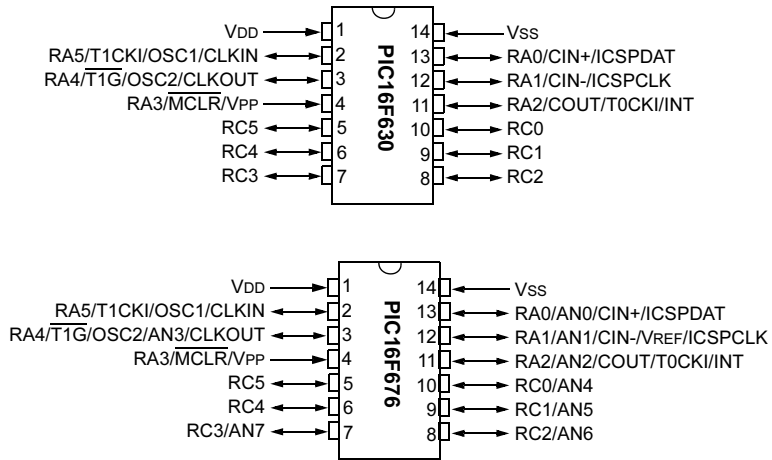 VDD 1 14 VSS
RA5/T1CKI/OSC1/CLKIN 2 13 RA0/CIN+/ICSPDAT
RA4/T1G/OSC2/CLKOUT 3 12 RA1/CIN-/ICSPCLK
RA3/MCLR/VPP 4 11 RA2/COUT/T0CKI/INT
RC5 5 10 RC0
RC4 6 9 RC1
RC3 7 8 RC2
PIC16F630
VDD 1 14 VSS
RA5/T1CKI/OSC1/CLKIN 2 13 RA0/AN0/CIN+/ICSPDAT
RA4/T1G/OSC2/AN3/CLKOUT 3 12 RA1/AN1/CIN-/VREF/ICSPCLK
RA3/MCLR/VPP 4 11 RA2/AN2/COUT/T0CKI/INT
RC5 5 10 RC0/AN4
RC4 6 9 RC1/AN5
RC3/AN7 7 8 RC2/AN6
PIC16F676